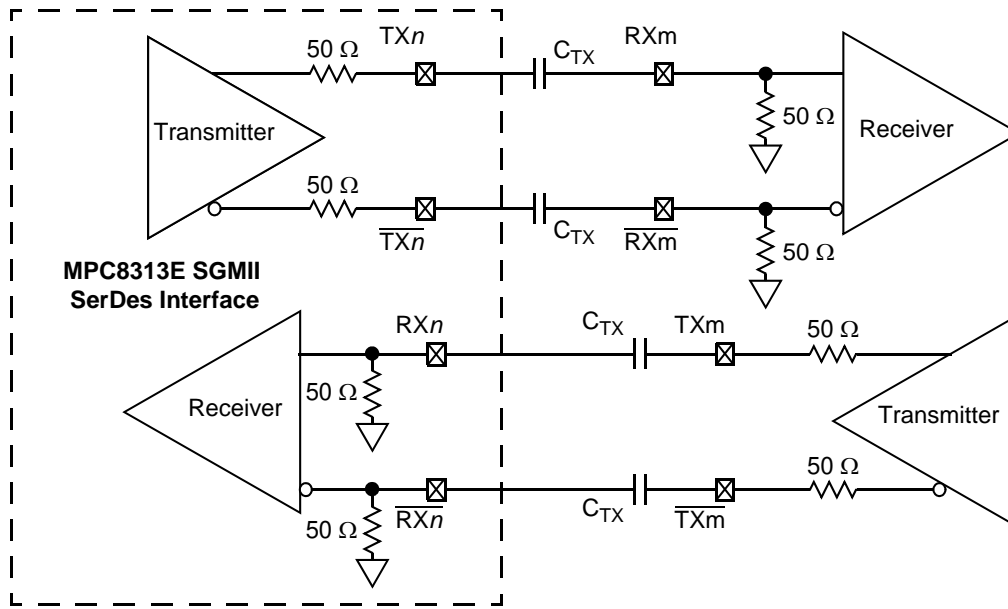 TXn
50 Ω
CTX
RXm
50 Ω
Transmitter
Receiver
50 Ω
TXn
CTX
RXm
50 Ω
MPC8313E SGMII
SerDes Interface
RXn
CTX
TXm
50 Ω
50 Ω
Receiver
Transmitter
50 Ω
RXn
CTX
TXm
50 Ω